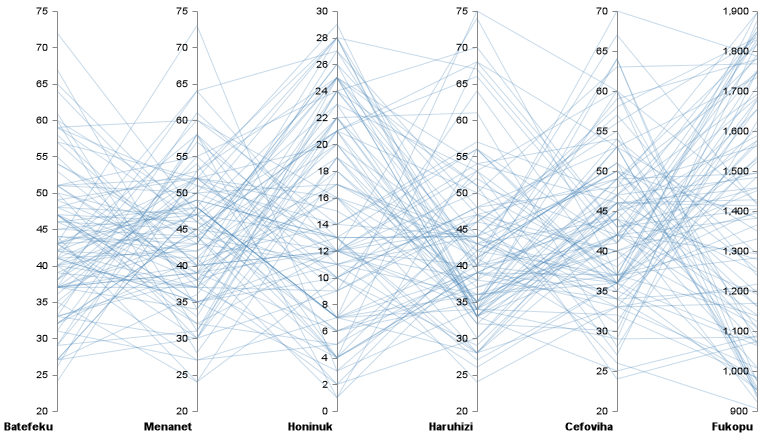 75 75 30 75 70 1,900
70 70 28 70 65 1,800
65 65 26 65 60 1,700
60 60 24 60 55 1,600
55 55 22 55 50 1,500
50 50 20 50 45 1,400
45 45 18 45 40 1,300
40 40 16 40 35 1,200
35 35 14 35 30 1,100
30 30 12 30 25 1,000
25 25 10 25 20 900
20 20 8 20
6
4
2
0
Batefeku Menanet Honinuk Haruhizi Cefoviha Fukopu